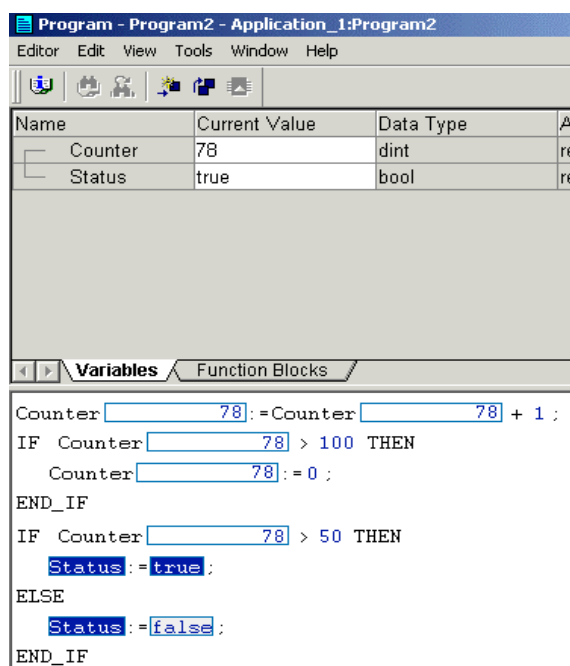 Program - Program2 - Application_1:Program2
Editor Edit View Tools Window Help
Name Current Value Data Type A
Counter 78 dint re
Status true bool re
Variables Function Blocks
Counter 78:=Counter 78 + 1 ;
IF Counter 78 > 100 THEN
Counter 78:=0 ;
END_IF
IF Counter 78 > 50 THEN
Status:=true;
ELSE
Status:=false;
END_IF